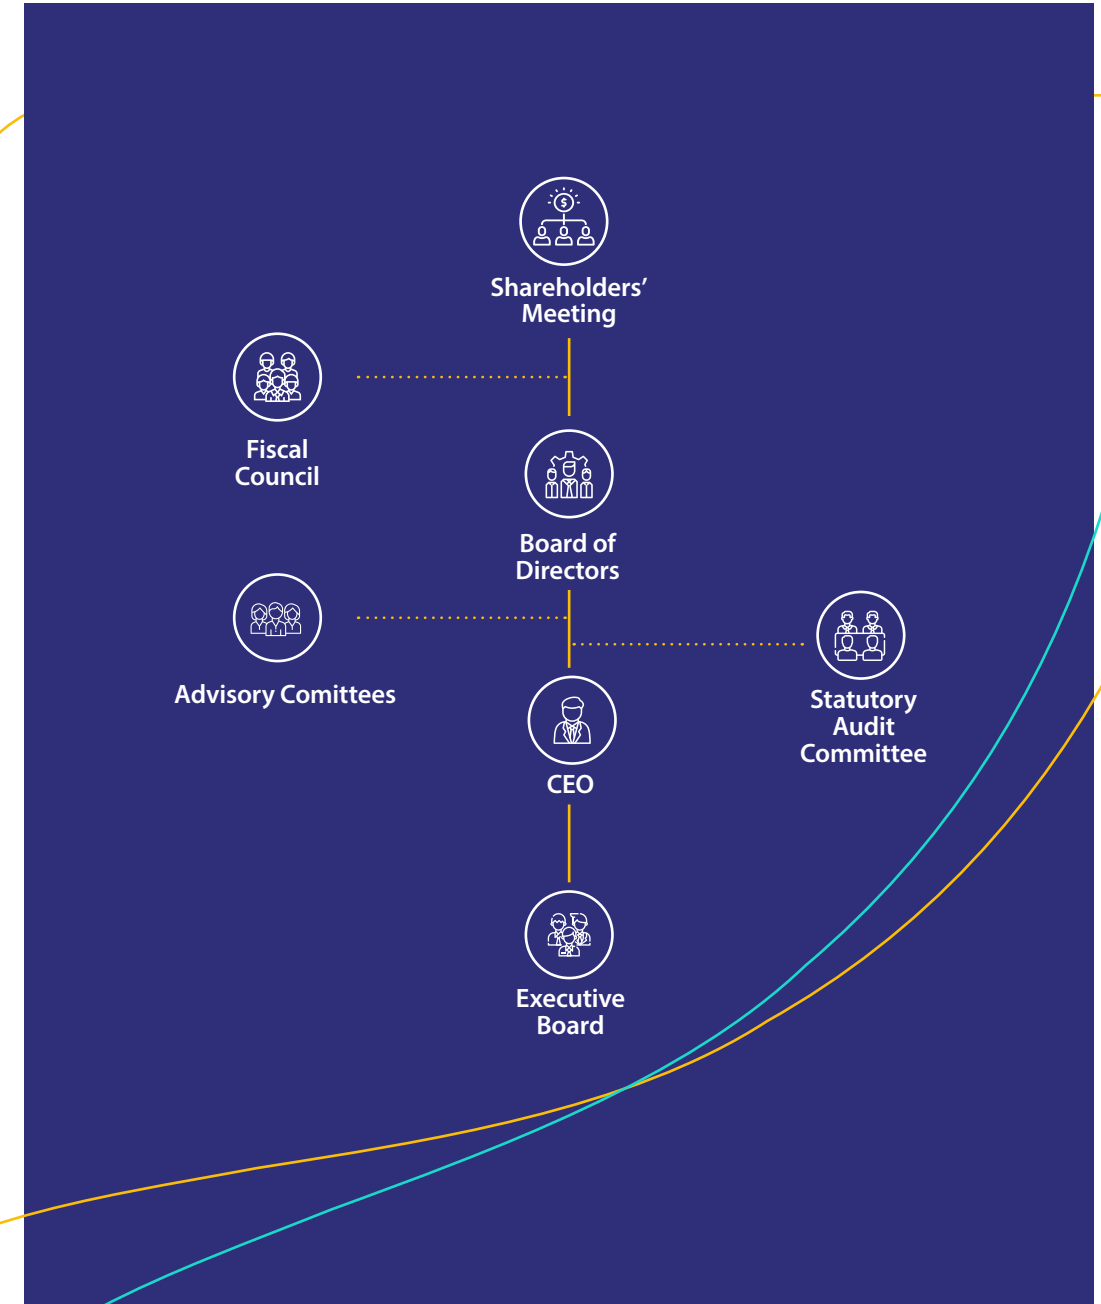 Shareholders’
Meeting
Fiscal
Council
Board of
Directors
Advisory Comittees
Statutory
Audit
Committee
CEO
Executive
Board